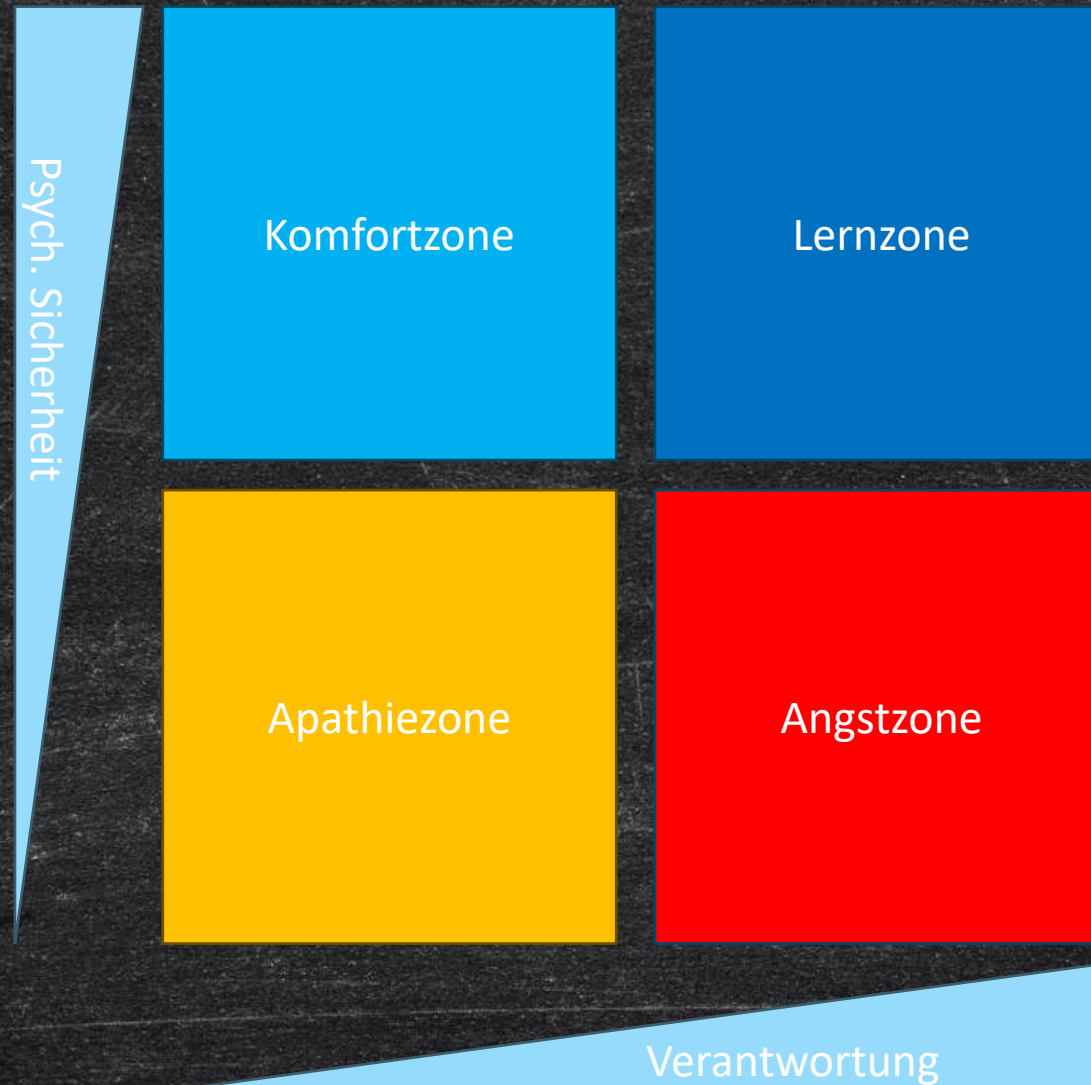 Psych. Sicherheit
Komfortzone
Lernzone
Apathiezone
Angstzone
Verantwortung